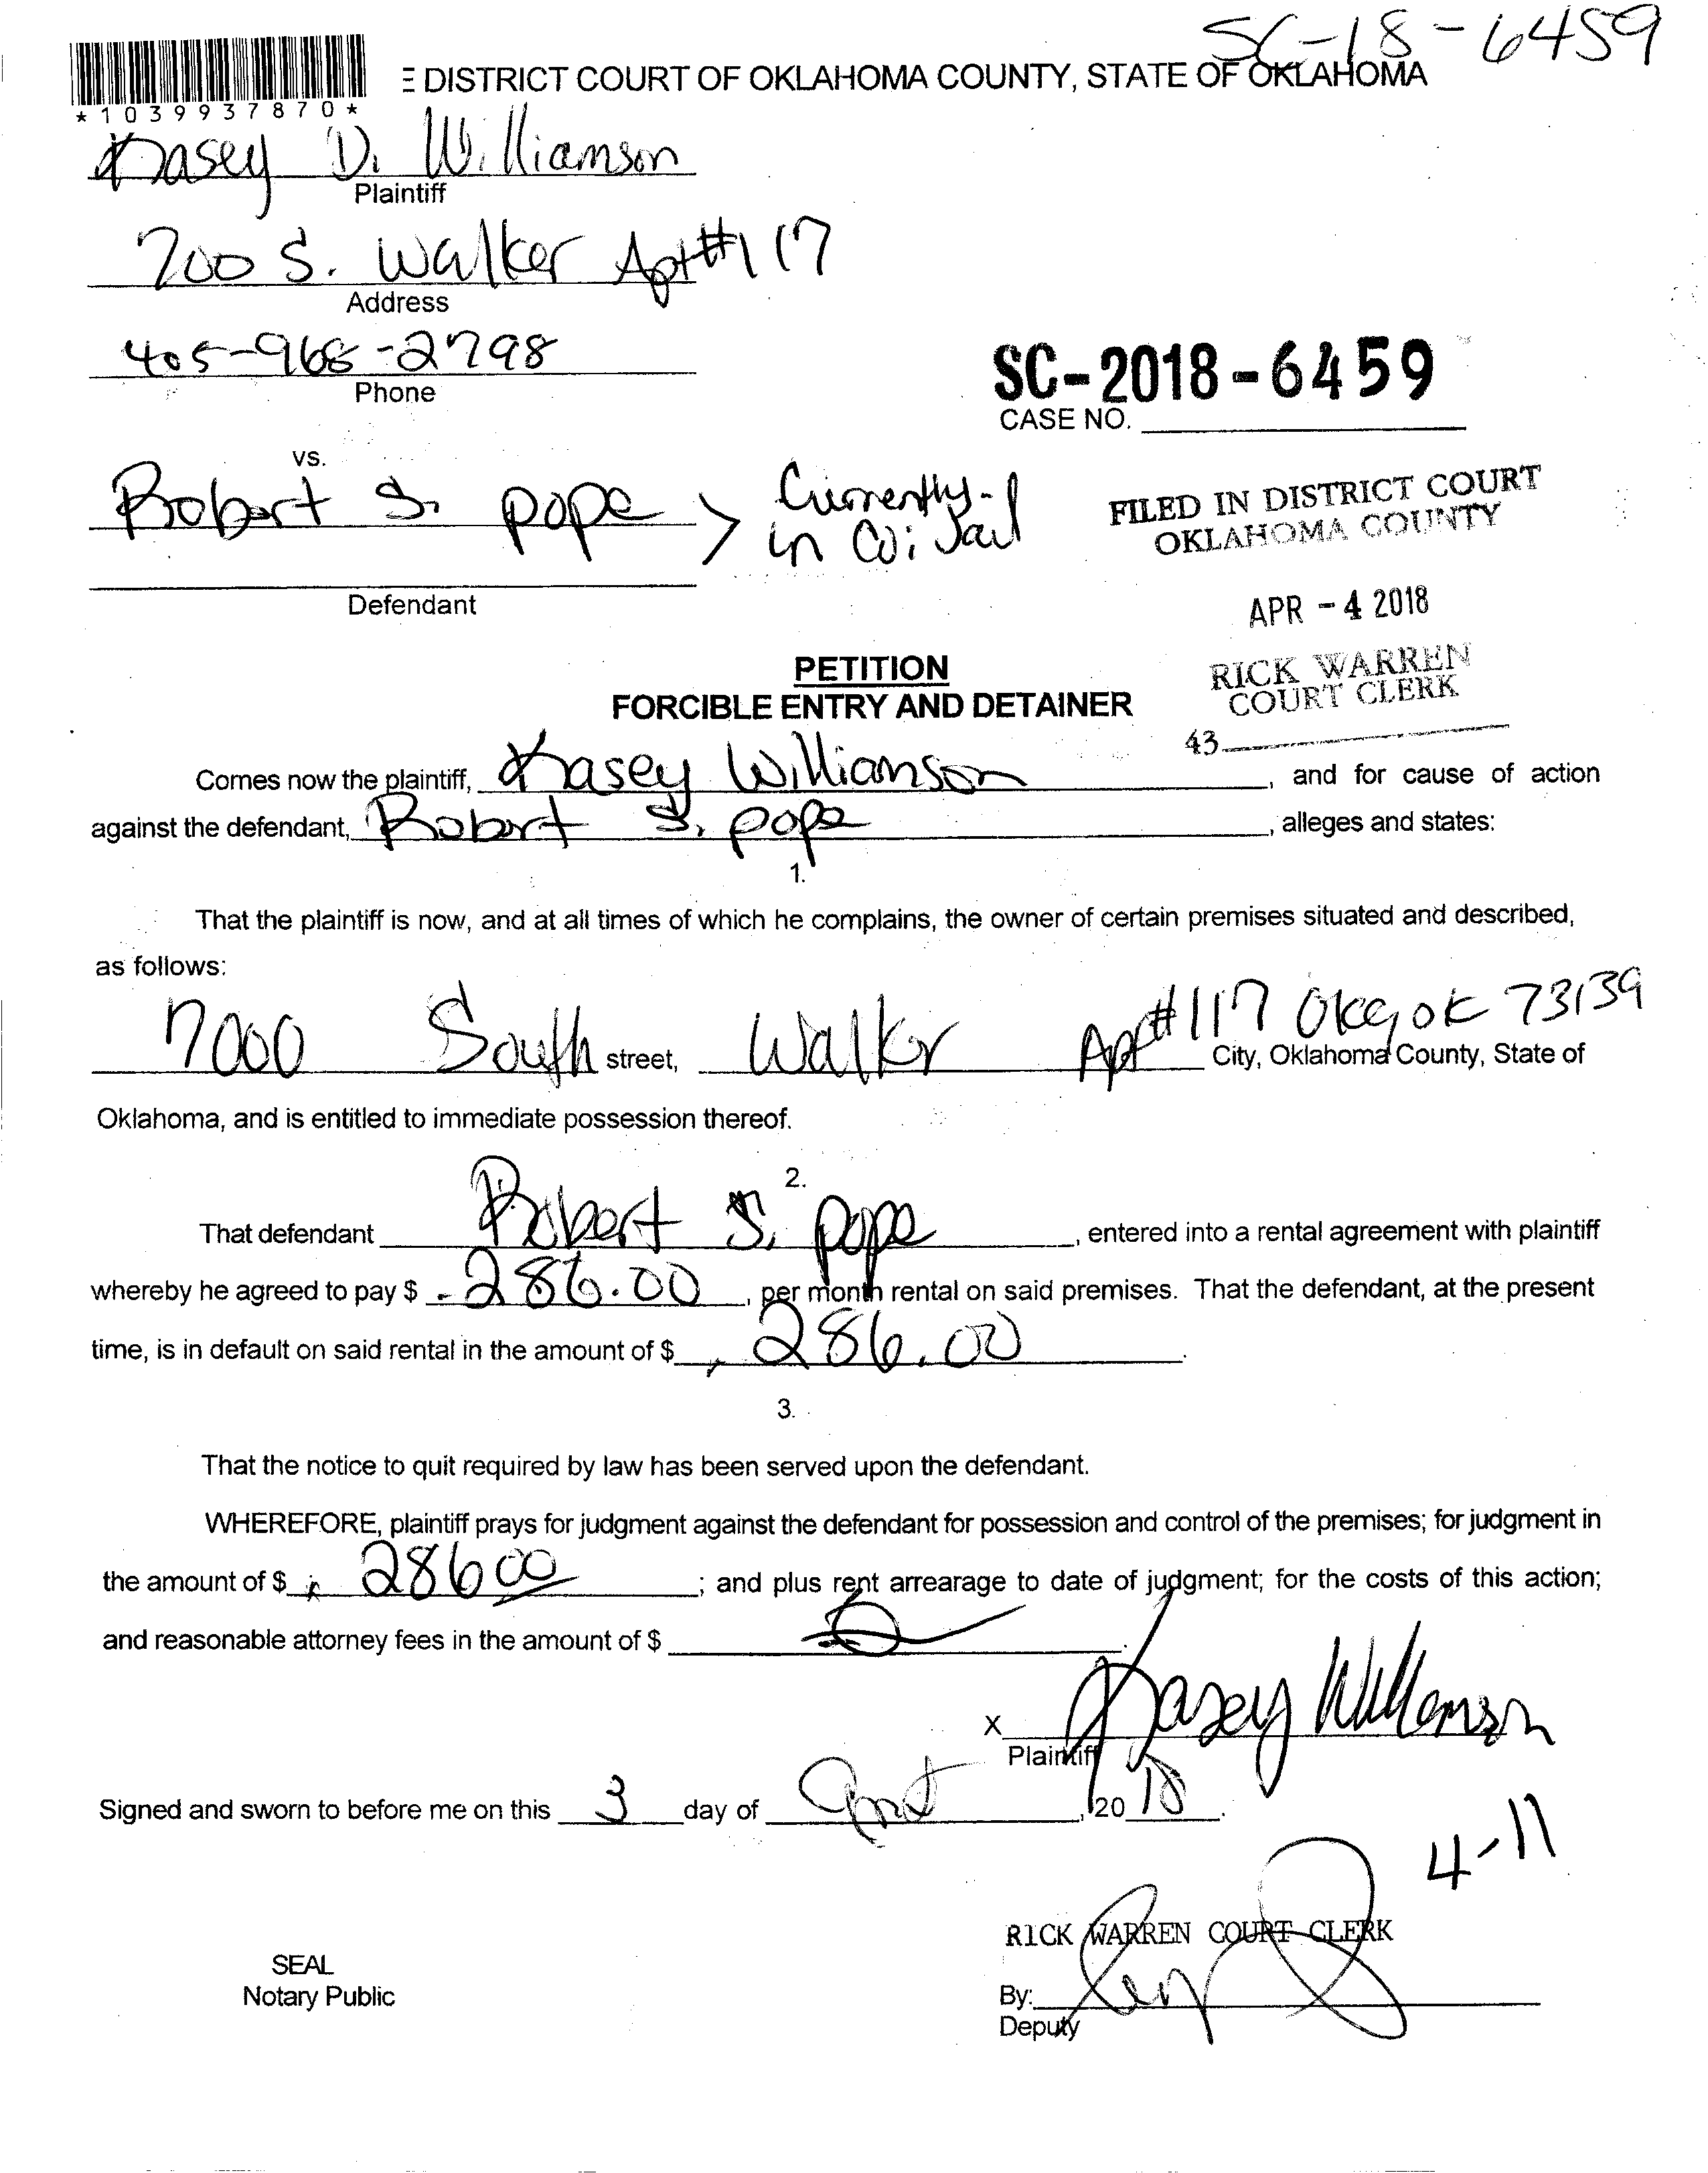 SC-18-6459
E DISTRICT COURT OF OKLAHOMA COUNTY, STATE OF OKLAHOMA
*1039937870*
Kasey D. Williamson
Plaintiff
700 S. Walker Apt#117
Address
405-968-2798
Phone
SC-2018-6459
CASE NO.
vs.
Robert S. pope > Currently-
in Co; Jail
FILED IN DISTRICT COURT
OKLAHOMA COUNTY
Defendant
APR - 4 2018
PETITION
FORCIBLE ENTRY AND DETAINER
RICK WARREN
COURT CLERK
43
Comes now the plaintiff, Kasey Williamson, and for cause of action
against the defendant, Robert S. pope, alleges and states:
1.
That the plaintiff is now, and at all times of which he complains, the owner of certain premises situated and described,
as follows:
7000 South street, Walker Apt#117 Okc, ok 73139
City, Oklahoma County, State of
Oklahoma, and is entitled to immediate possession thereof.
2.
That defendant Robert S. pope, entered into a rental agreement with plaintiff
whereby he agreed to pay $ 286.00, per month rental on said premises. That the defendant, at the present
time, is in default on said rental in the amount of $ 286.00.
3.
That the notice to quit required by law has been served upon the defendant.
WHEREFORE, plaintiff prays for judgment against the defendant for possession and control of the premises; for judgment in
the amount of $ 286 00; and plus rent arrearage to date of judgment; for the costs of this action;
and reasonable attorney fees in the amount of $
X Kasey Williamson
Plaintiff
Signed and sworn to before me on this 3 day of, 20 18.
4-11
RICK WARREN COURT CLERK
SEAL
Notary Public
By:
Deputy